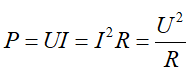 P = UI = I²R = U²/R